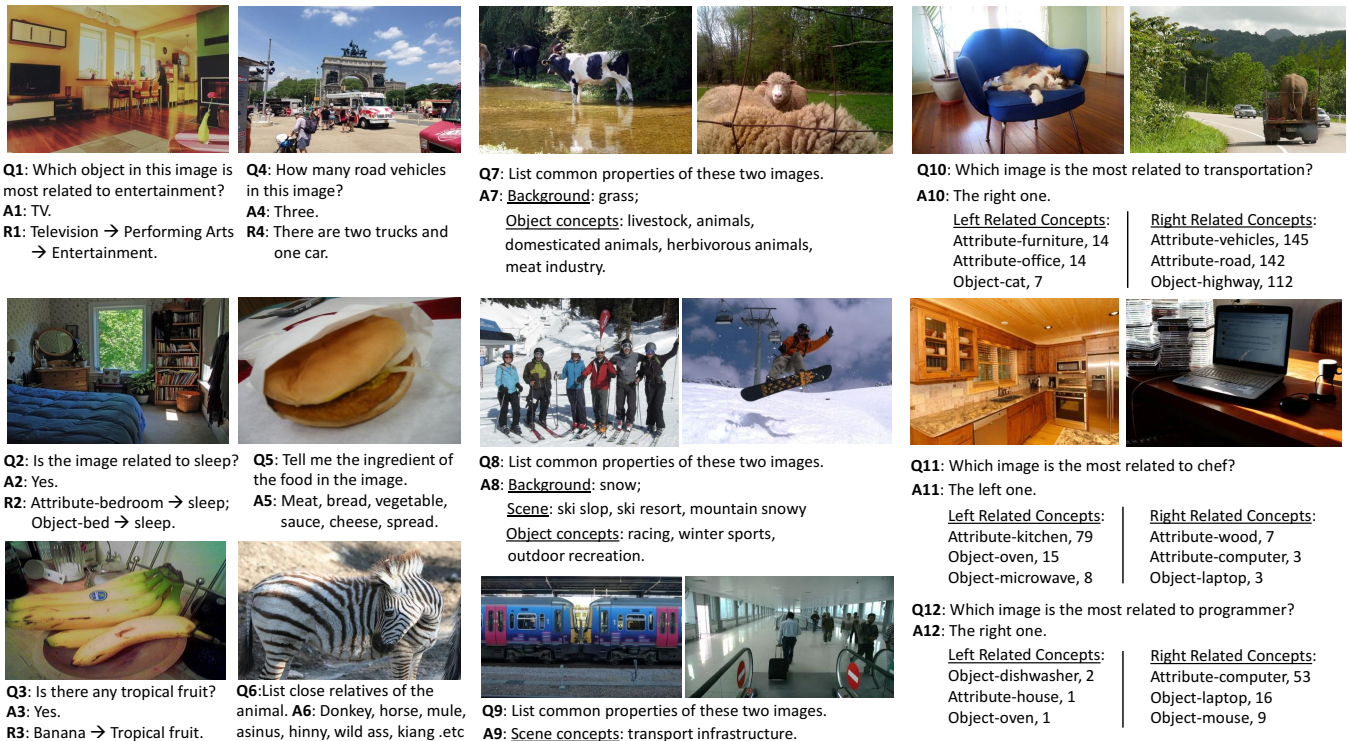 Q1: Which object in this image is
most related to entertainment?
A1: TV.
R1: Television → Performing Arts
→ Entertainment.
Q4: How many road vehicles
in this image?
A4: Three.
R4: There are two trucks and
one car.
Q2: Is the image related to sleep?
A2: Yes.
R2: Attribute-bedroom → sleep;
Object-bed → sleep.
Q5: Tell me the ingredient of
the food in the image.
A5: Meat, bread, vegetable,
sauce, cheese, spread.
Q3: Is there any tropical fruit?
A3: Yes.
R3: Banana → Tropical fruit.
Q6:List close relatives of the
animal. A6: Donkey, horse, mule,
asinus, hinny, wild ass, kiang .etc
Q7: List common properties of these two images.
A7: Background: grass;
Object concepts: livestock, animals,
domesticated animals, herbivorous animals,
meat industry.
Q8: List common properties of these two images.
A8: Background: snow;
Scene: ski slop, ski resort, mountain snowy
Object concepts: racing, winter sports,
outdoor recreation.
Q9: List common properties of these two images.
A9: Scene concepts: transport infrastructure.
Q10: Which image is the most related to transportation?
A10: The right one.
Left Related Concepts:
Attribute-furniture, 14
Attribute-office, 14
Object-cat, 7
Right Related Concepts:
Attribute-vehicles, 145
Attribute-road, 142
Object-highway, 112
Q11: Which image is the most related to chef?
A11: The left one.
Left Related Concepts:
Attribute-kitchen, 79
Object-oven, 15
Object-microwave, 8
Right Related Concepts:
Attribute-wood, 7
Attribute-computer, 3
Object-laptop, 3
Q12: Which image is the most related to programmer?
A12: The right one.
Left Related Concepts:
Object-dishwasher, 2
Attribute-house, 1
Object-oven, 1
Right Related Concepts:
Attribute-computer, 53
Object-laptop, 16
Object-mouse, 9